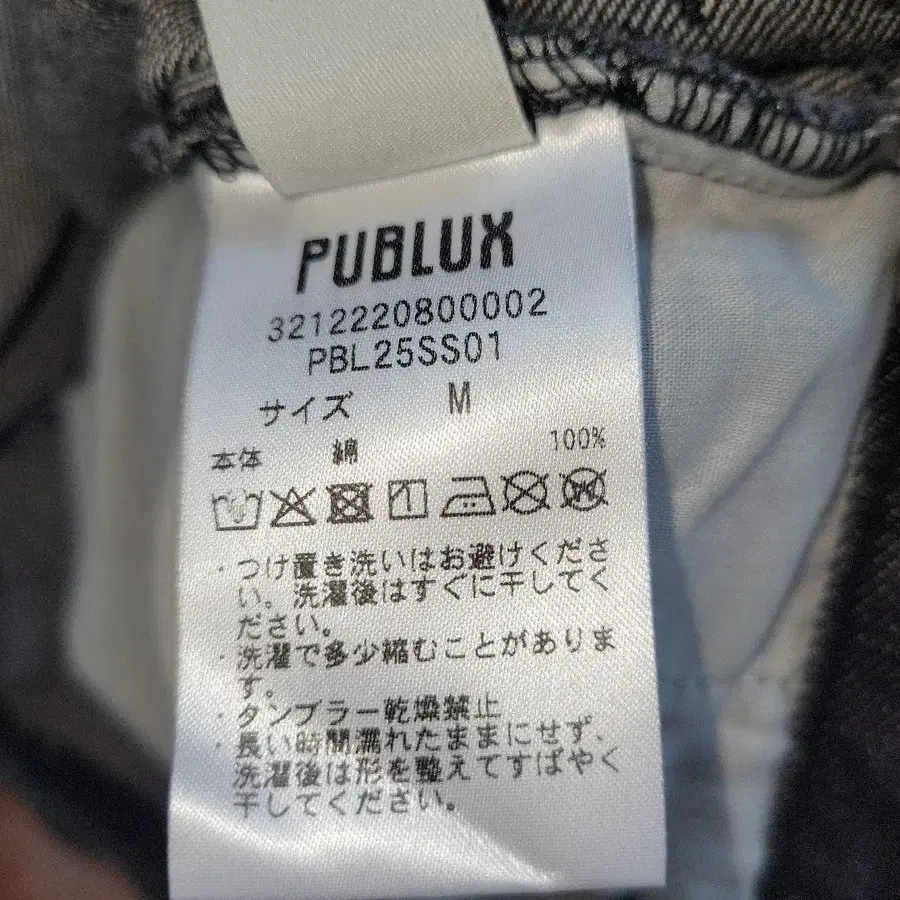 PUBLUX
3212220800002
PBL25SS01
サイズ M
本体 綿 100%
・つけ置き洗いはお避けくださ
い。洗濯後はすぐに干してく
ださい。
・洗濯で多少縮むことがありま
す。
・タンブラー乾燥禁止
・長い時間濡れたままにせず、
洗濯後は形を整えてすばやく
干してください。